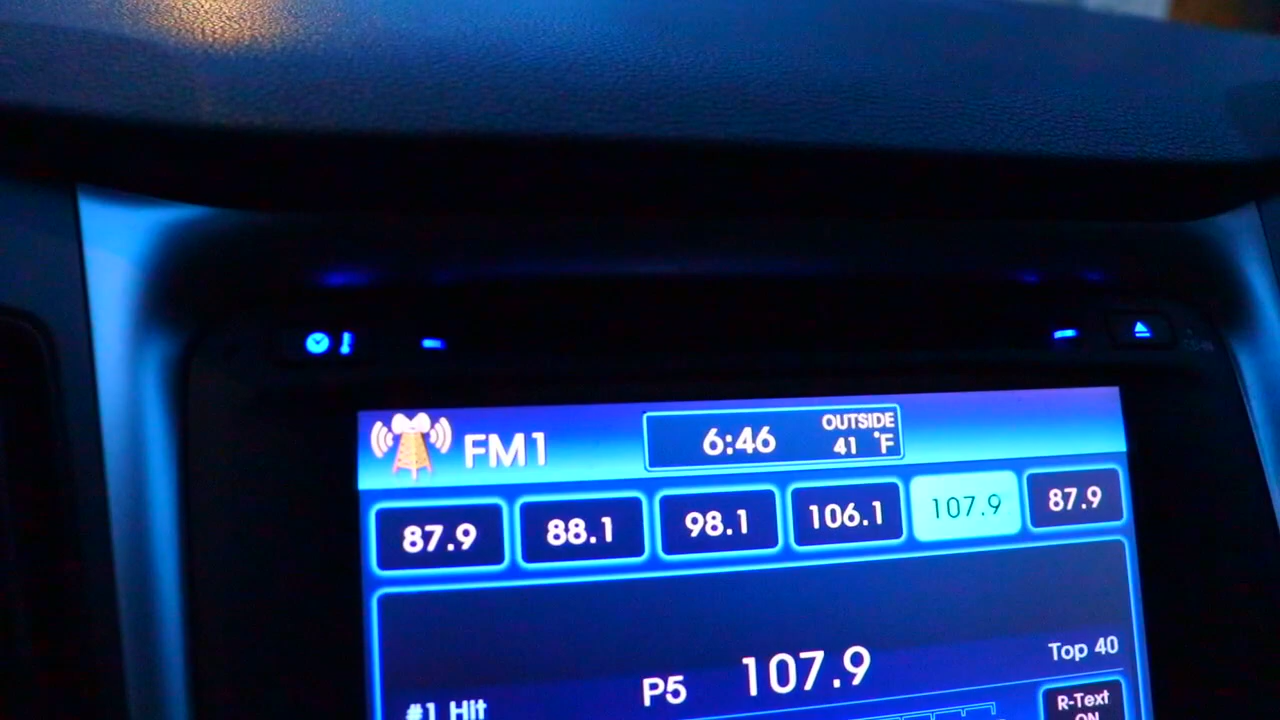 FM1
6:46
OUTSIDE
41 °F
87.9
88.1
98.1
106.1
107.9
87.9
Top 40
P5
107.9
#1 Hit
R-Text
ON